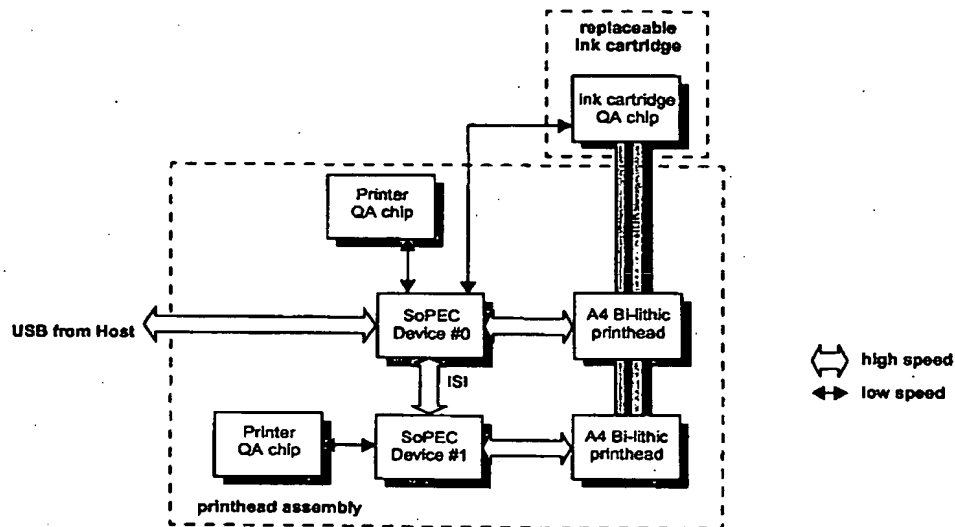 replaceable
ink cartridge
Ink cartridge
QA chip
Printer
QA chip
SoPEC
Device #0
A4 Bi-lithic
printhead
USB from Host
high speed
low speed
ISI
Printer
QA chip
SoPEC
Device #1
A4 Bi-lithic
printhead
printhead assembly